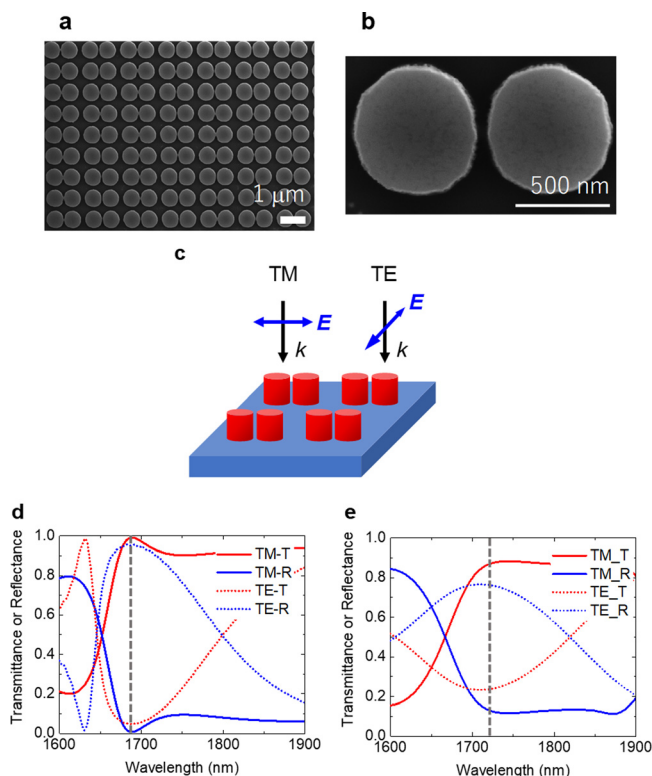 a
b
1 μm
500 nm
c
TM
TE
E
E
k
k
d
e
1.0
0.8
0.6
0.4
0.2
0.0
Transmittance or Reflectance
TM-T
TM-R
TE-T
TE-R
1600
1700
1800
1900
Wavelength (nm)
1.0
0.8
0.6
0.4
0.2
0.0
Transmittance or Reflectance
TM_T
TM_R
TE_T
TE_R
1600
1700
1800
1900
Wavelength (nm)